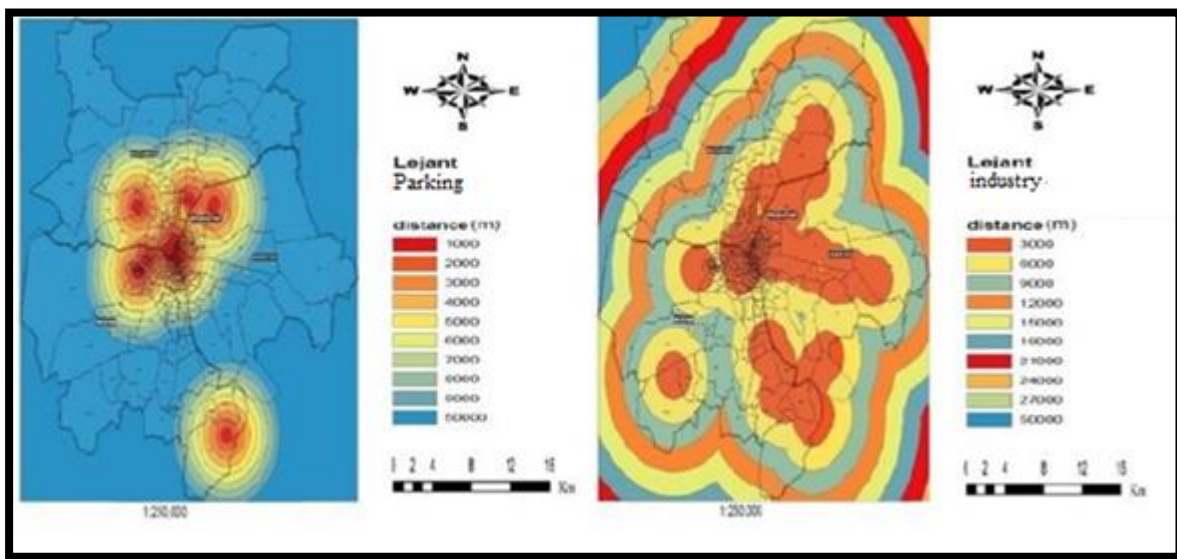 N
W E
S
Lejant
Parking
distance (m)
1000
2000
3000
4000
5000
6000
7000
8000
9000
50000
0 2 4 8 12 16
Km
1:250,000
N
W E
S
Lejant
industry
distance (m)
3000
6000
9000
12000
15000
18000
21000
24000
27000
50000
0 2 4 8 12 16
Km
1:250,000